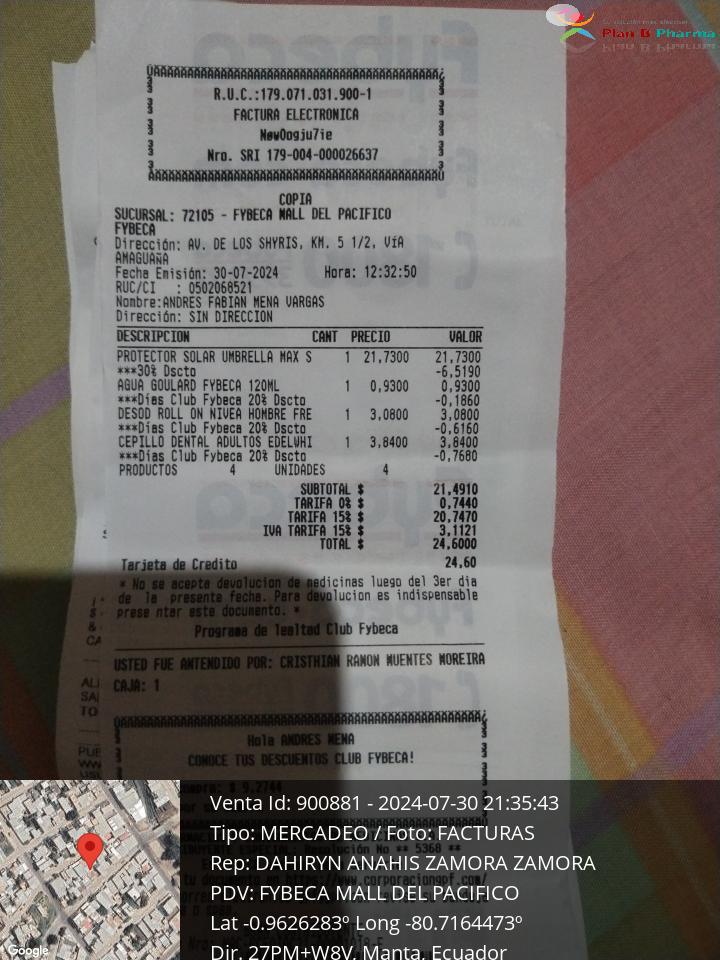 Plan B Pharma
R.U.C.:179.071.031.900-1
FACTURA ELECTRONICA
NewOogju7ie
Nro. SRI 179-004-000026637
COPIA
SUCURSAL: 72105 - FYBECA MALL DEL PACIFICO
FYBECA
Dirección: AV. DE LOS SHYRIS, KM. 5 1/2, VíA
AMAGUAÑA
Fecha Emisión: 30-07-2024 Hora: 12:32:50
RUC/CI : 0502068521
Nombre:ANDRES FABIAN MENA VARGAS
Dirección: SIN DIRECCION
DESCRIPCION CANT PRECIO VALOR
PROTECTOR SOLAR UMBRELLA MAX S 1 21,7300 21,7300
***30% Dscto -6,5190
AGUA GOULARD FYBECA 120ML 1 0,9300 0,9300
***Dias Club Fybeca 20% Dscto -0,1860
DESOD ROLL ON NIVEA HOMBRE FRE 1 3,0800 3,0800
***Dias Club Fybeca 20% Dscto -0,6160
CEPILLO DENTAL ADULTOS EDELWHI 1 3,8400 3,8400
***Dias Club Fybeca 20% Dscto -0,7680
PRODUCTOS 4 UNIDADES 4
SUBTOTAL $ 21,4910
TARIFA 0% $ 0,7440
TARIFA 15% $ 20,7470
IVA TARIFA 15% $ 3,1121
TOTAL $ 24,6000
Tarjeta de Credito 24,60
* No se acepta devolucion de medicinas luego del 3er dia
de la presente fecha. Para devolucion es indispensable
prese ntar este documento. *
Programa de lealtad Club Fybeca
USTED FUE ANTENDIDO POR: CRISTHIAN RAMON MUENTES MOREIRA
CAJA: 1
Hola ANDRES MENA
CONOCE TUS DESCUENTOS CLUB FYBECA!
compra: $ 9,2744
Resolución No ** 5368 **
Venta Id: 900881 - 2024-07-30 21:35:43
Tipo: MERCADEO / Foto: FACTURAS
Rep: DAHIRYN ANAHIS ZAMORA ZAMORA
PDV: FYBECA MALL DEL PACIFICO
Lat -0.9626283º Long -80.7164473º
Dir. 27PM+W8V, Manta, Ecuador
Google